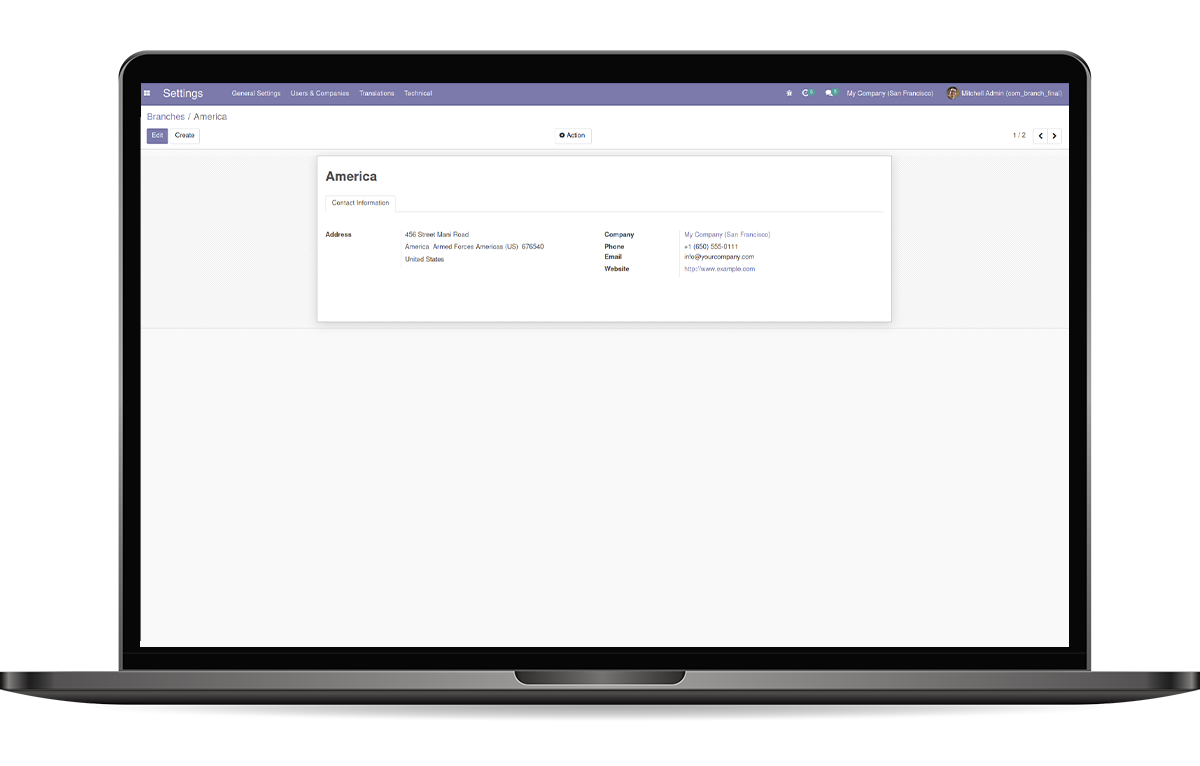 Settings General Settings Users & Companies Translations Technical My Company (San Francisco) Mitchell Admin (com_branch_final)
Branches / America
Edit Create Action 1 / 2
America
Contact Information
Address 456 Street Mani Road Company My Company (San Francisco)
America Armed Forces Americas (US) 676540 Phone +1 (650) 555-0111
United States Email info@yourcompany.com
Website http://www.example.com